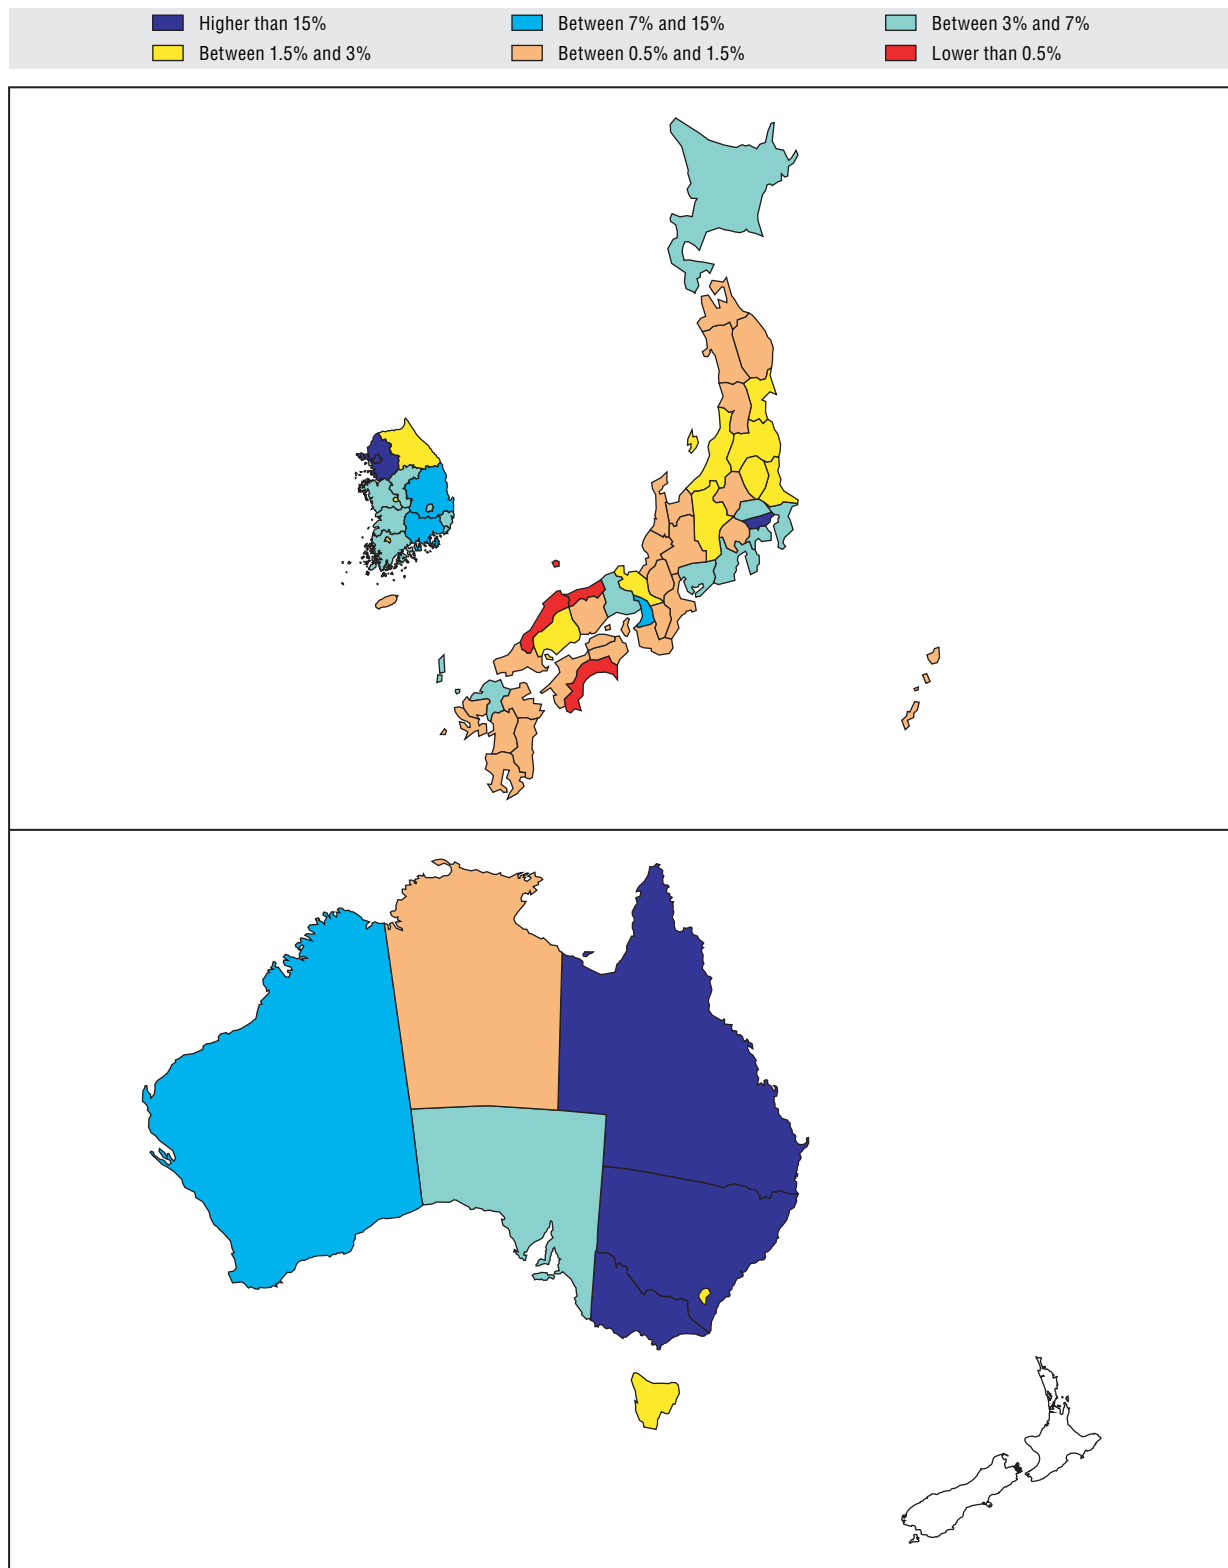 Higher than 15% Between 7% and 15% Between 3% and 7%
Between 1.5% and 3% Between 0.5% and 1.5% Lower than 0.5%